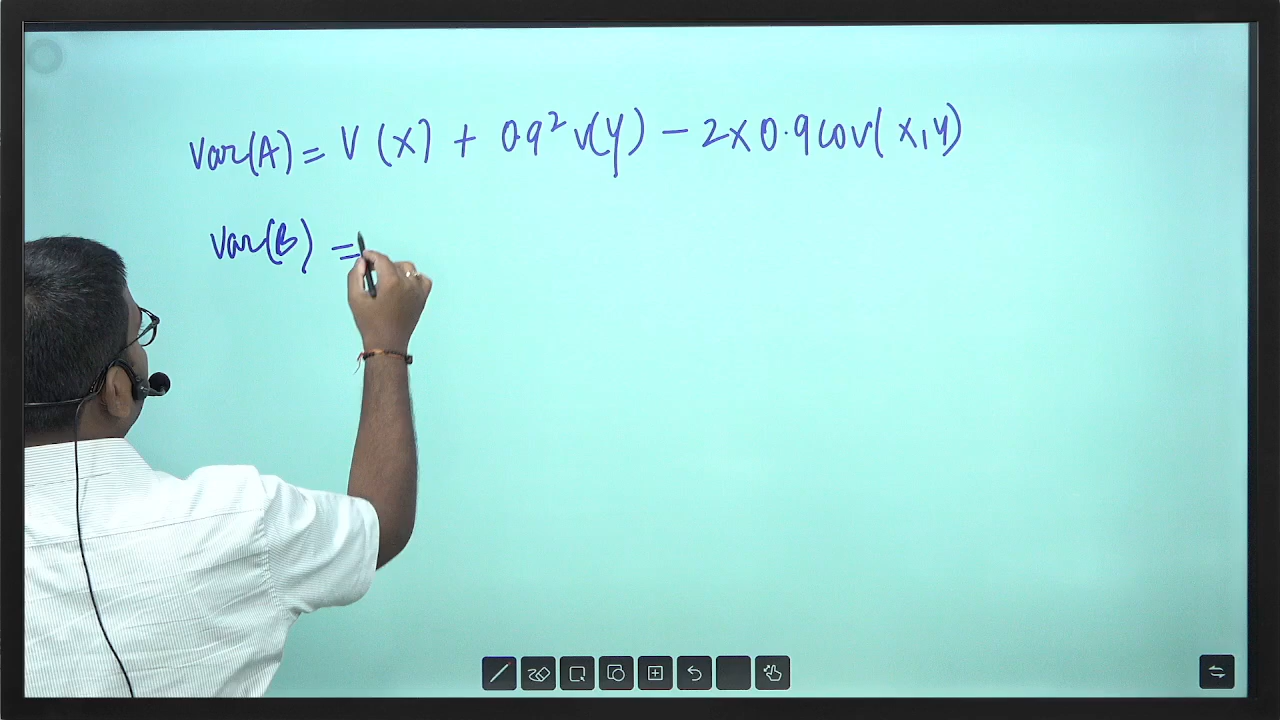 Var(A) = V(X) + 0.9² V(Y) − 2 × 0.9 cov(X,Y)
Var(B) =